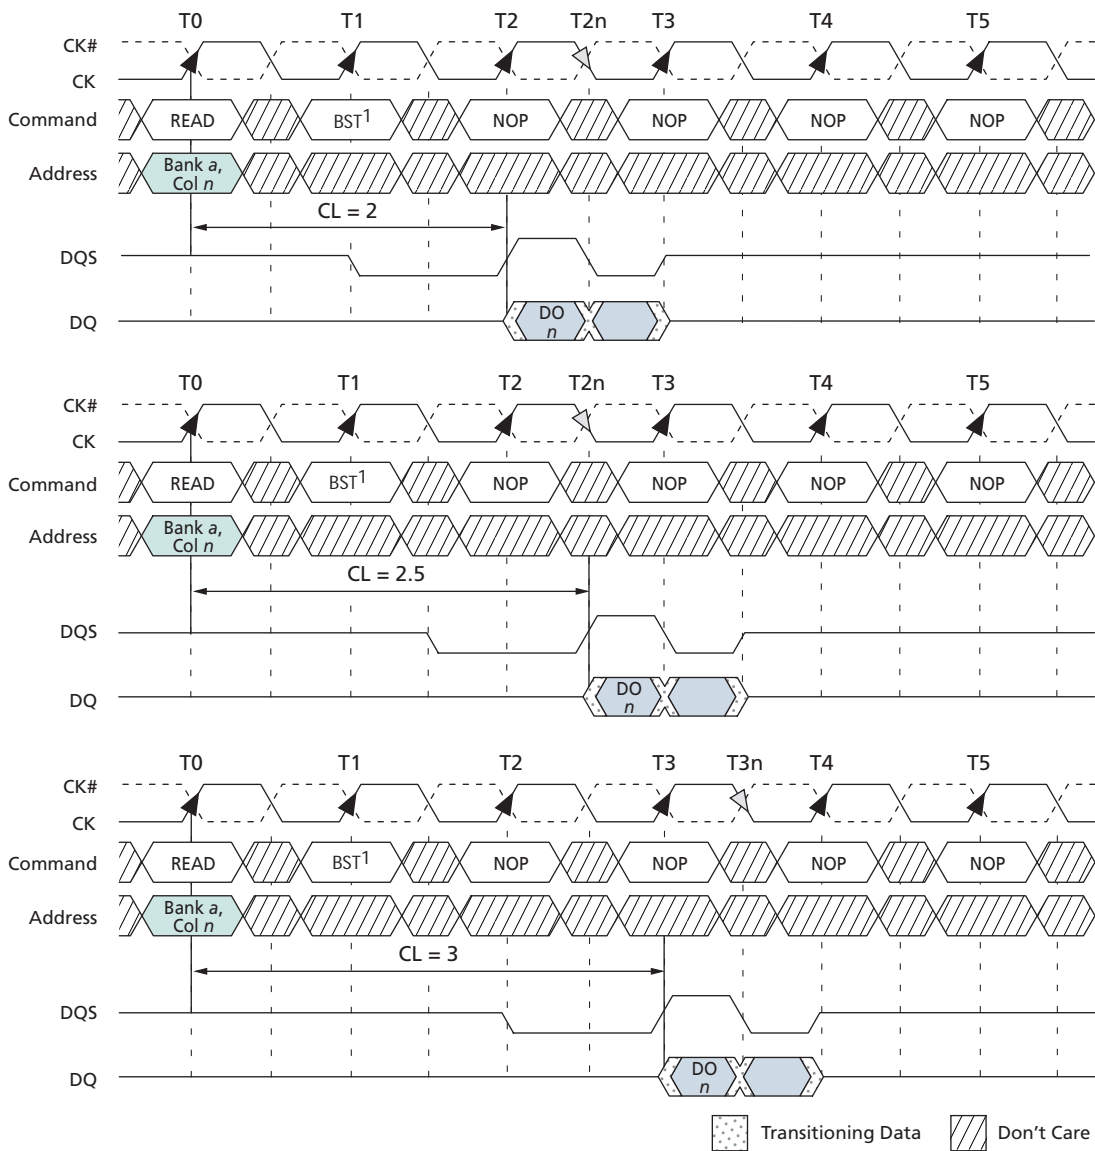 T0 T1 T2 T2n T3 T4 T5
CK#
CK
Command READ BST1 NOP NOP NOP NOP
Address Bank a,
Col n
CL = 2
DQS
DQ DO
n
T0 T1 T2 T2n T3 T4 T5
CK#
CK
Command READ BST1 NOP NOP NOP NOP
Address Bank a,
Col n
CL = 2.5
DQS
DQ DO
n
T0 T1 T2 T3 T3n T4 T5
CK#
CK
Command READ BST1 NOP NOP NOP NOP
Address Bank a,
Col n
CL = 3
DQS
DQ DO
n
Transitioning Data Don't Care